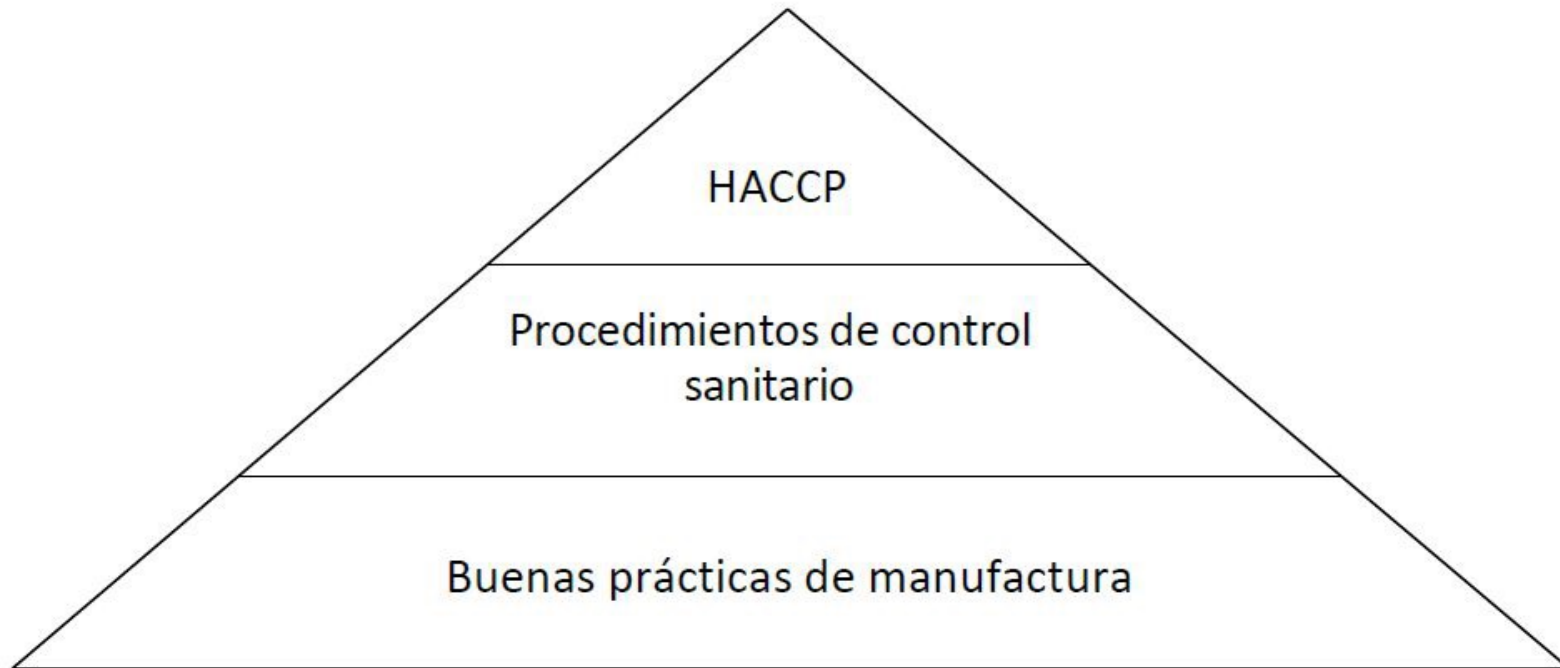 HACCP
Procedimientos de control
sanitario
Buenas prácticas de manufactura